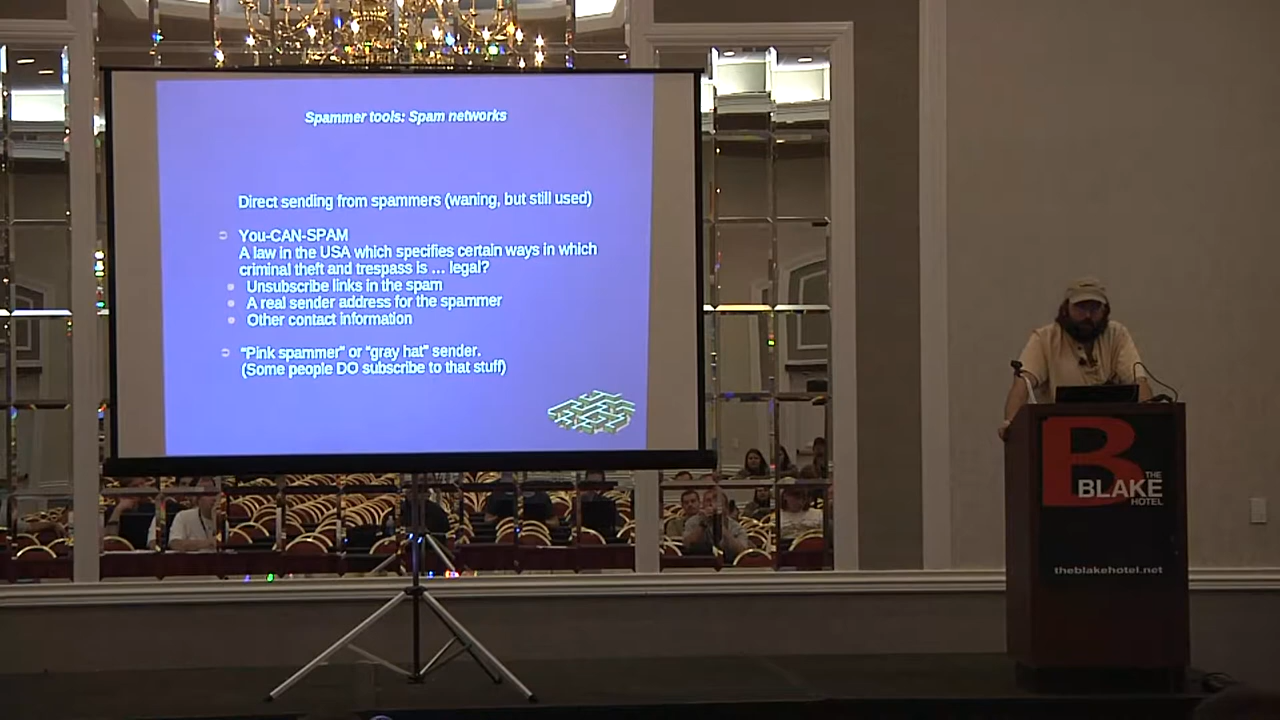 Spammer tools: Spam networks
Direct sending from spammers (waning, but still used)
You-CAN-SPAM
A law in the USA which specifies certain ways in which
criminal theft and trespass is ... legal?
Unsubscribe links in the spam
A real sender address for the spammer
Other contact information
“Pink spammer” or “gray hat” sender.
(Some people DO subscribe to that stuff)
B
THE
BLAKE
HOTEL
theblakehotel.net